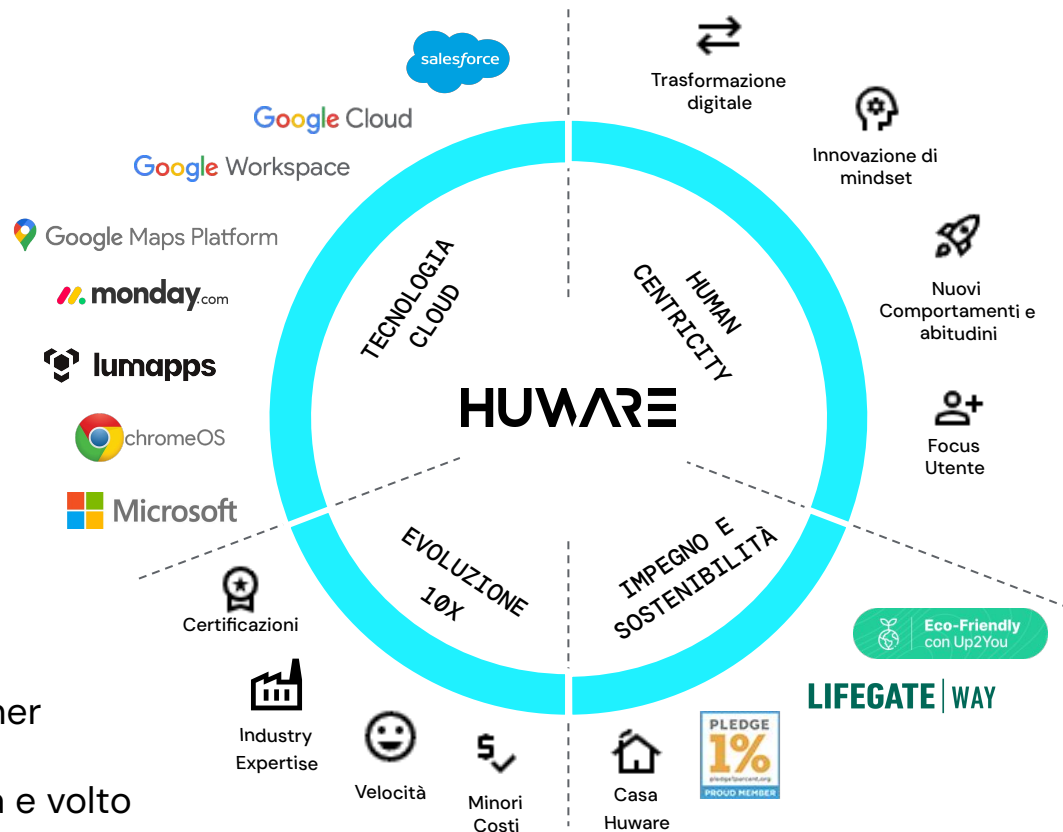 salesforce
Google Cloud
Google Workspace
Google Maps Platform
monday.com
lumapps
chromeOS
Microsoft
TECNOLOGIA
CLOUD
Trasformazione
digitale
Innovazione di
mindset
Nuovi
Comportamenti e
abitudini
Focus
Utente
HUMAN
CENTRICITY
HUWARE
EVOLUZIONE
10X
Certificazioni
Industry
Expertise
Velocità
Minori
Costi
IMPEGNO E
SOSTENIBILITÀ
Eco-Friendly
con Up2You
LIFEGATE WAY
PLEDGE
1%
pledge1percent.org
PROUD MEMBER
Casa
Huware
e volto